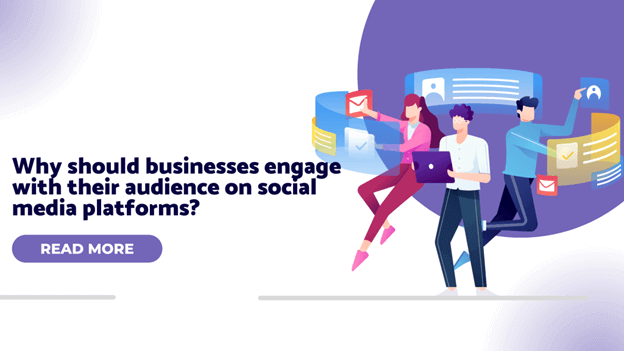 Why should businesses engage
with their audience on social
media platforms?
READ MORE